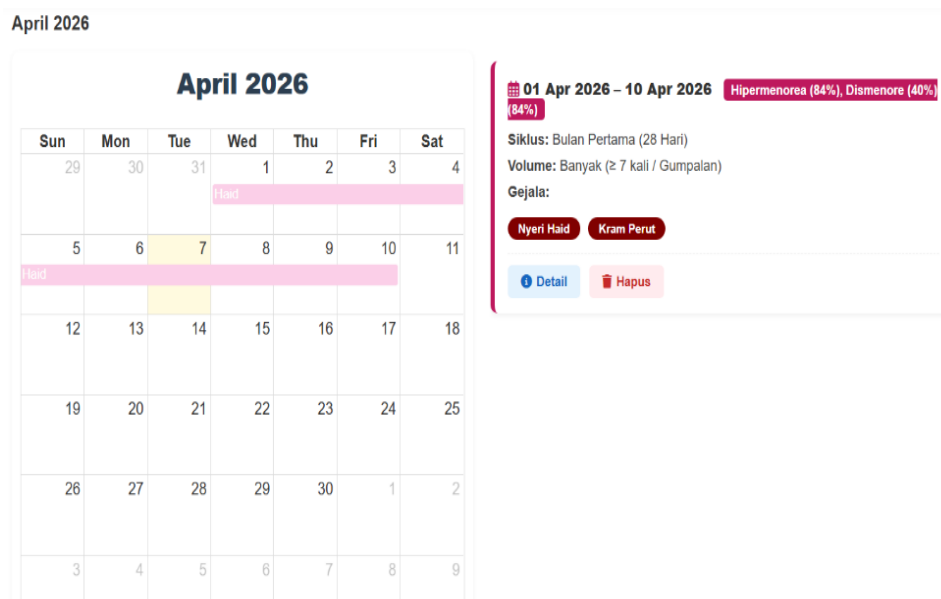 April 2026
April 2026
Sun Mon Tue Wed Thu Fri Sat
29 30 31 1 2 3 4
Haid
5 6 7 8 9 10 11
Haid
12 13 14 15 16 17 18
19 20 21 22 23 24 25
26 27 28 29 30 1 2
3 4 5 6 7 8 9
01 Apr 2026 – 10 Apr 2026 Hipermenorea (84%), Dismenore (40%)
(84%)
Siklus: Bulan Pertama (28 Hari)
Volume: Banyak (≥ 7 kali / Gumpalan)
Gejala:
Nyeri Haid Kram Perut
Detail Hapus